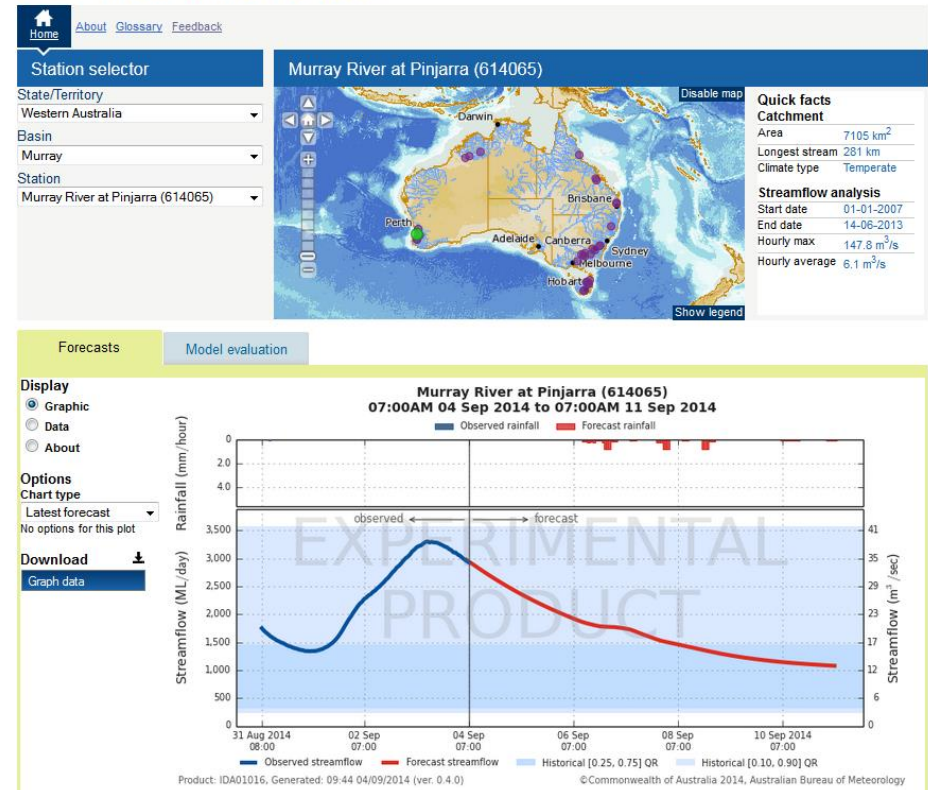 Home About Glossary Feedback
Station selector
State/Territory
Western Australia
Basin
Murray
Station
Murray River at Pinjarra (614065)
Murray River at Pinjarra (614065)
Disable map
Darwin
Brisbane
Perth
Adelaide Canberra
Sydney
Melbourne
Hobart
Show legend
Quick facts
Catchment
Area 7105 km²
Longest stream 281 km
Climate type Temperate
Streamflow analysis
Start date 01-01-2007
End date 14-06-2013
Hourly max 147.8 m³/s
Hourly average 6.1 m³/s
Forecasts Model evaluation
Display
Graphic
Data
About
Options
Chart type
Latest forecast
No options for this plot
Download
Graph data
Murray River at Pinjarra (614065)
07:00AM 04 Sep 2014 to 07:00AM 11 Sep 2014
Observed rainfall Forecast rainfall
Rainfall (mm/hour)
0
2.0
4.0
observed forecast
EXPERIMENTAL
PRODUCT
Streamflow (ML/day)
3,500
3,000
2,500
2,000
1,500
1,000
500
0
41
35
29
23
17
12
6
0
Streamflow (m³/sec)
31 Aug 2014 02 Sep 04 Sep 06 Sep 08 Sep 10 Sep 2014
08:00 07:00 07:00 07:00 07:00 07:00
Observed streamflow Forecast streamflow Historical [0.25, 0.75] QR Historical [0.10, 0.90] QR
Product: IDA01016, Generated: 09:44 04/09/2014 (ver. 0.4.0) ©Commonwealth of Australia 2014, Australian Bureau of Meteorology